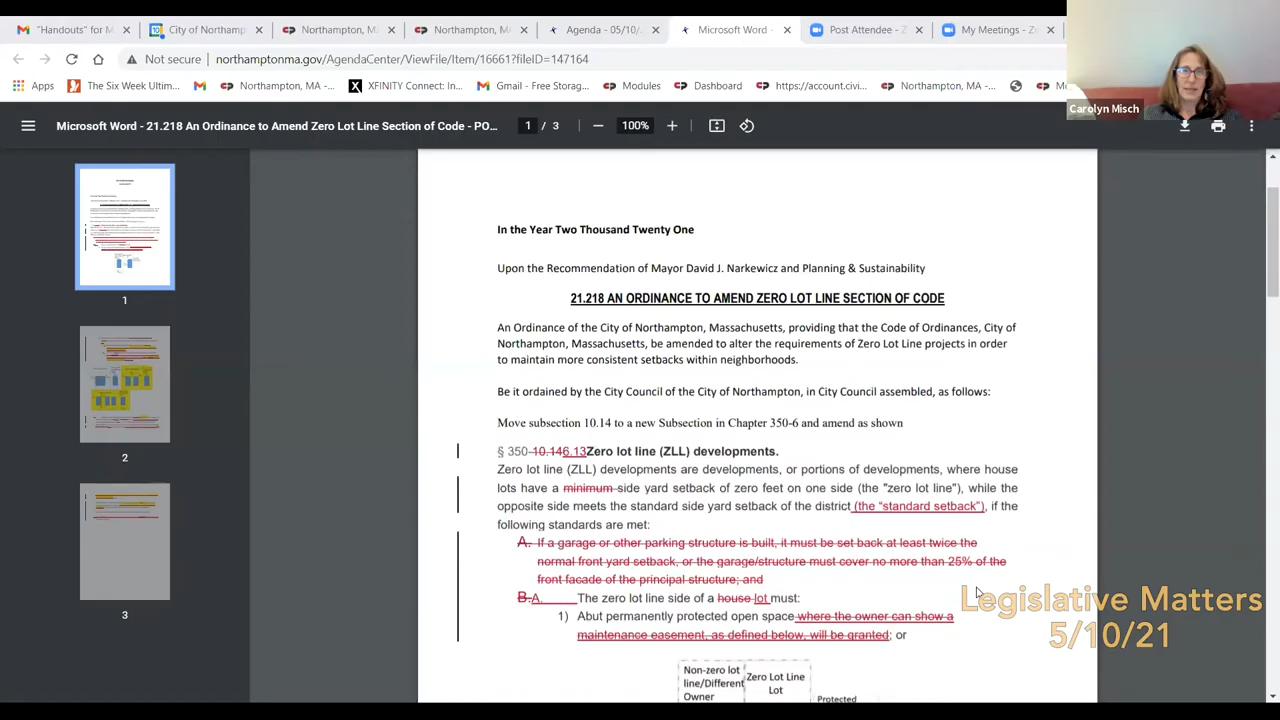 "Handouts" for M
City of Northamp
Northampton, MA -
Northampton, MA -
Agenda - 05/10/
Microsoft Word -
Post Attendee - Z
My Meetings - Z
Not secure | northamptonma.gov/AgendaCenter/ViewFile/Item/16661?fileID=147164
Apps
The Six Week Ultim...
Northampton, MA -...
XFINITY Connect: In...
Gmail - Free Storag...
Modules
Dashboard
https://account.civi...
Northampton, MA -...
Carolyn Misch
Microsoft Word - 21.218 An Ordinance to Amend Zero Lot Line Section of Code - PO...
1 / 3
100%
In the Year Two Thousand Twenty One
Upon the Recommendation of Mayor David J. Narkewicz and Planning & Sustainability
21.218 AN ORDINANCE TO AMEND ZERO LOT LINE SECTION OF CODE
An Ordinance of the City of Northampton, Massachusetts, providing that the Code of Ordinances, City of
Northampton, Massachusetts, be amended to alter the requirements of Zero Lot Line projects in order
to maintain more consistent setbacks within neighborhoods.
Be it ordained by the City Council of the City of Northampton, in City Council assembled, as follows:
Move subsection 10.14 to a new Subsection in Chapter 350-6 and amend as shown
§ 350-10.146.13Zero lot line (ZLL) developments.
Zero lot line (ZLL) developments are developments, or portions of developments, where house
lots have a minimum side yard setback of zero feet on one side (the "zero lot line"), while the
opposite side meets the standard side yard setback of the district (the “standard setback”), if the
following standards are met:
A. If a garage or other parking structure is built, it must be set back at least twice the
normal front yard setback, or the garage/structure must cover no more than 25% of the
front facade of the principal structure; and
B.A. The zero lot line side of a house lot must:
1) Abut permanently protected open space where the owner can show a
maintenance easement, as defined below, will be granted; or
Non-zero lot
line/Different
Owner
Zero Lot Line
Lot
Protected
1
2
3
Legislative Matters
5/10/21